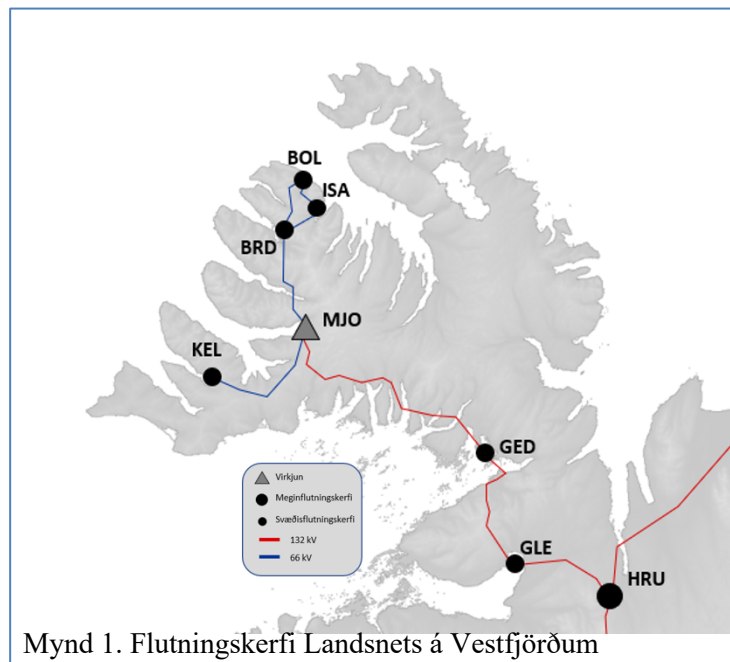 BOL
ISA
BRD
MJO
KEL
GED
GLE
HRU
Virkjun
Meginflutningskerfi
Svæðisflutningskerfi
132 kV
66 kV
Mynd 1. Flutningskerfi Landsnets á Vestfjörðum